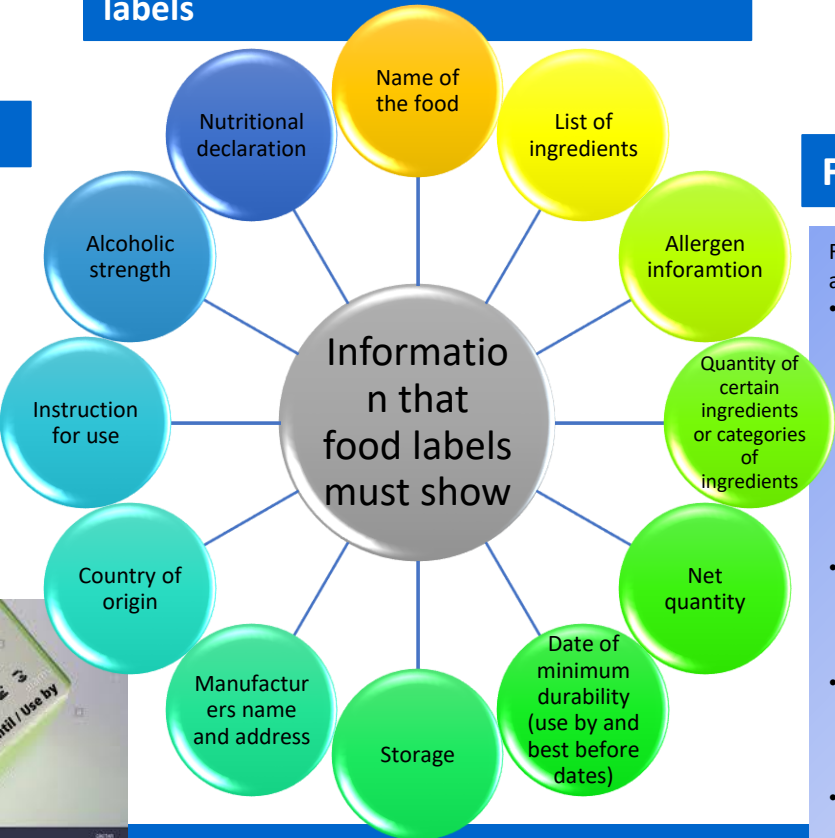 labels
Name of
the food
List of
ingredients
Allergen
inforamtion
Quantity of
certain
ingredients
or categories
of
ingredients
Net
quantity
Date of
minimum
durability
(use by and
best before
dates)
Storage
Manufactur
ers name
and address
Country of
origin
Instruction
for use
Alcoholic
strength
Nutritional
declaration
Informatio
n that
food labels
must show
F
•
•
•
•
ntil / Use by